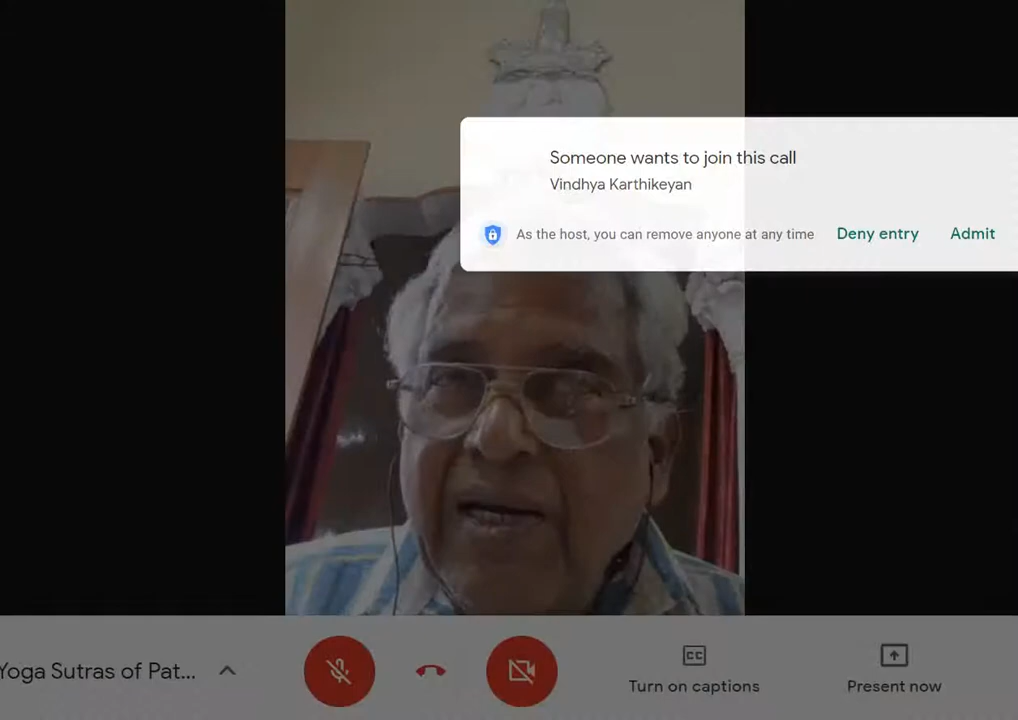 Someone wants to join this call
Vindhya Karthikeyan
As the host, you can remove anyone at any time
Deny entry
Admit
Yoga Sutras of Pat...
CC
Turn on captions
Present now